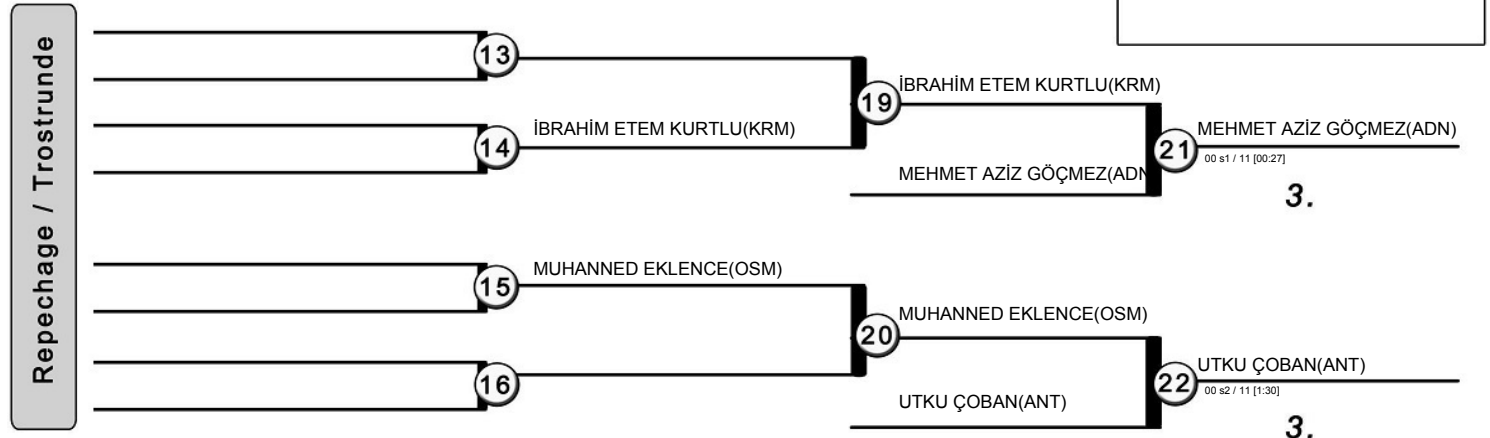 Repechage / Trostrunde
13
14
İBRAHİM ETEM KURTLU(KRM)
19
İBRAHİM ETEM KURTLU(KRM)
MEHMET AZİZ GÖÇMEZ(ADN
21
MEHMET AZİZ GÖÇMEZ(ADN)
00 s1 / 11 [00:27]
3.
15
MUHANNED EKLENCE(OSM)
16
20
MUHANNED EKLENCE(OSM)
UTKU ÇOBAN(ANT)
22
UTKU ÇOBAN(ANT)
00 s2 / 11 [1:30]
3.